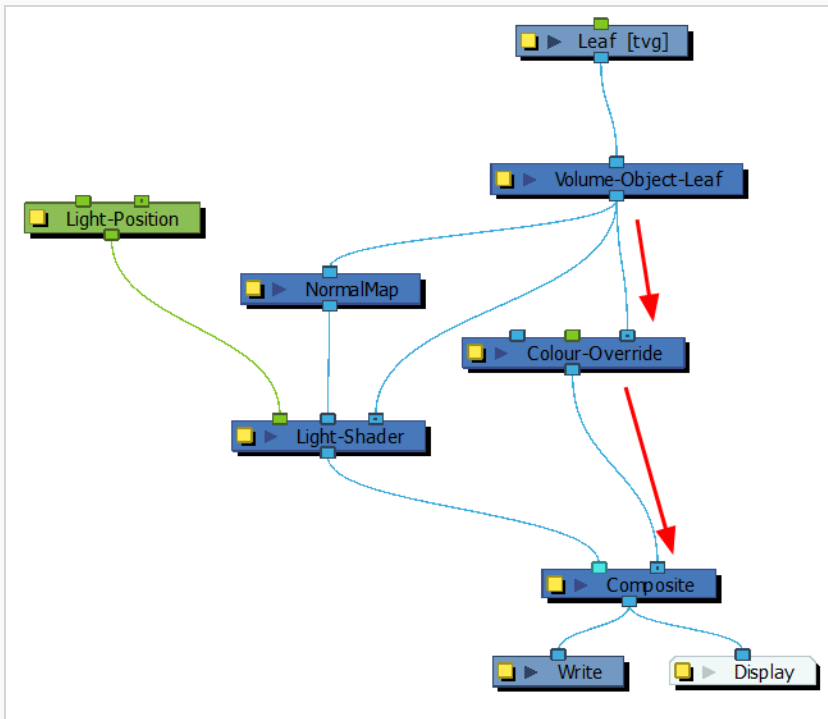 Leaf [tvg]
Volume-Object-Leaf
Light-Position
NormalMap
Colour-Override
Light-Shader
Composite
Write
Display